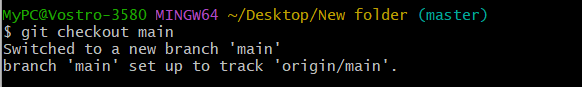 MyPC@Vostro-3580 MINGW64 ~/Desktop/New folder (master)
$ git checkout main
Switched to a new branch 'main'
branch 'main' set up to track 'origin/main'.